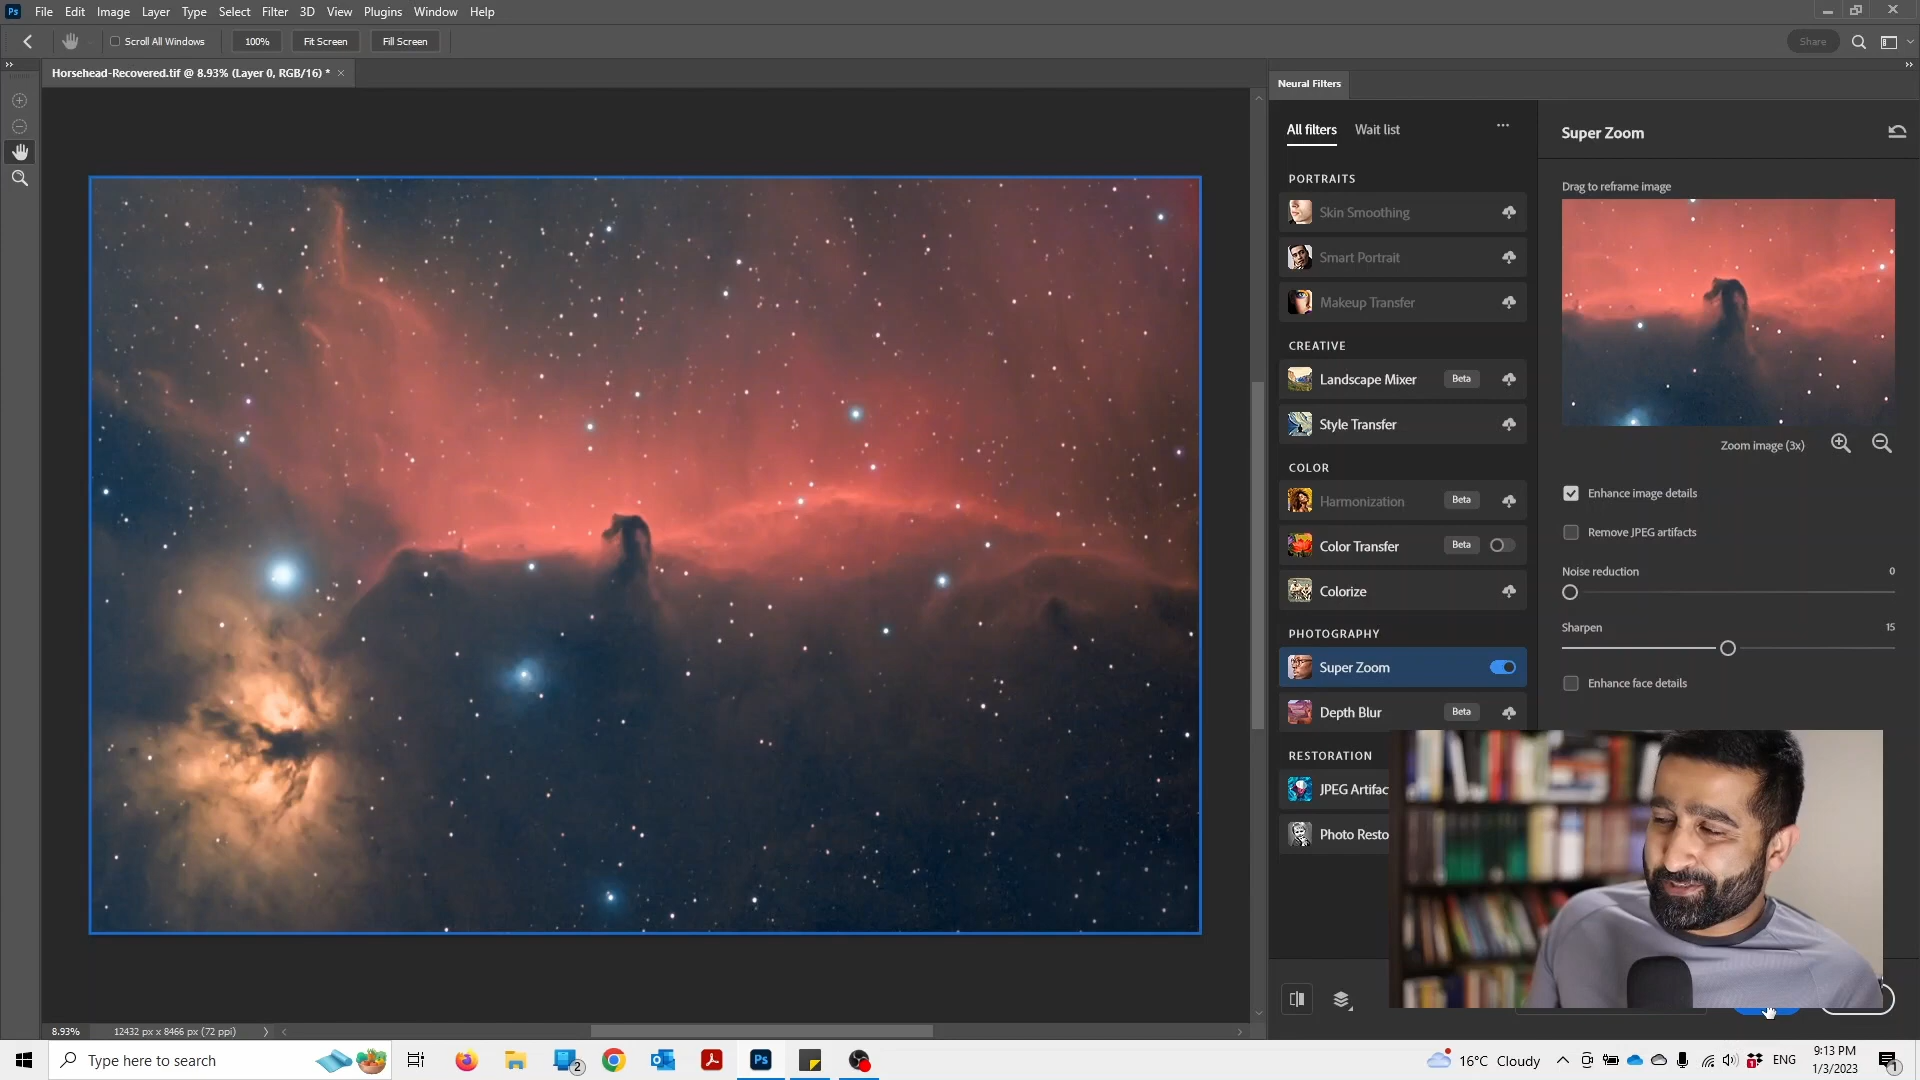 Ps File Edit Image Layer Type Select Filter 3D View Plugins Window Help
Scroll All Windows 100% Fit Screen Fill Screen Share
Horsehead-Recovered.tif @ 8.93% (Layer 0, RGB/16) * ×
Neural Filters
All filters Wait list
Super Zoom
PORTRAITS
Skin Smoothing
Smart Portrait
Makeup Transfer
CREATIVE
Landscape Mixer Beta
Style Transfer
COLOR
Harmonization Beta
Color Transfer Beta
Colorize
PHOTOGRAPHY
Super Zoom
Depth Blur Beta
RESTORATION
JPEG Artifac
Photo Resto
Drag to reframe image
Zoom image (3x)
Enhance image details
Remove JPEG artifacts
Noise reduction 0
Sharpen 15
Enhance face details
8.93% 12432 px x 8466 px (72 ppi)
Type here to search
2
Ps
16°C Cloudy
ENG
9:13 PM
1/3/2023
1